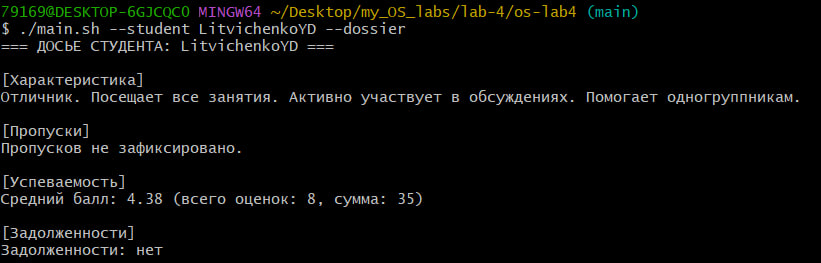 79169@DESKTOP-6GJCQCO MINGW64 ~/Desktop/my_OS_labs/lab-4/os-lab4 (main)
$ ./main.sh --student LitvichenkoYD --dossier
=== ДОСЬЕ СТУДЕНТА: LitvichenkoYD ===
[Характеристика]
Отличник. Посещает все занятия. Активно участвует в обсуждениях. Помогает одногруппникам.
[Пропуски]
Пропусков не зафиксировано.
[Успеваемость]
Средний балл: 4.38 (всего оценок: 8, сумма: 35)
[Задолженности]
Задолженности: нет